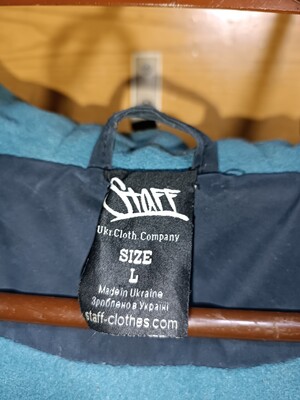 STAFF
Ukr.Cloth.Company
SIZE
L
Made in Ukraine
Зроблено в Україні
staff-clothes.com